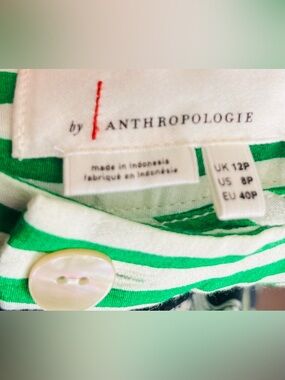 by ANTHROPOLOGIE
made in Indonesia
fabriqué en Indonésie
UK 12P
US 8P
EU 40P